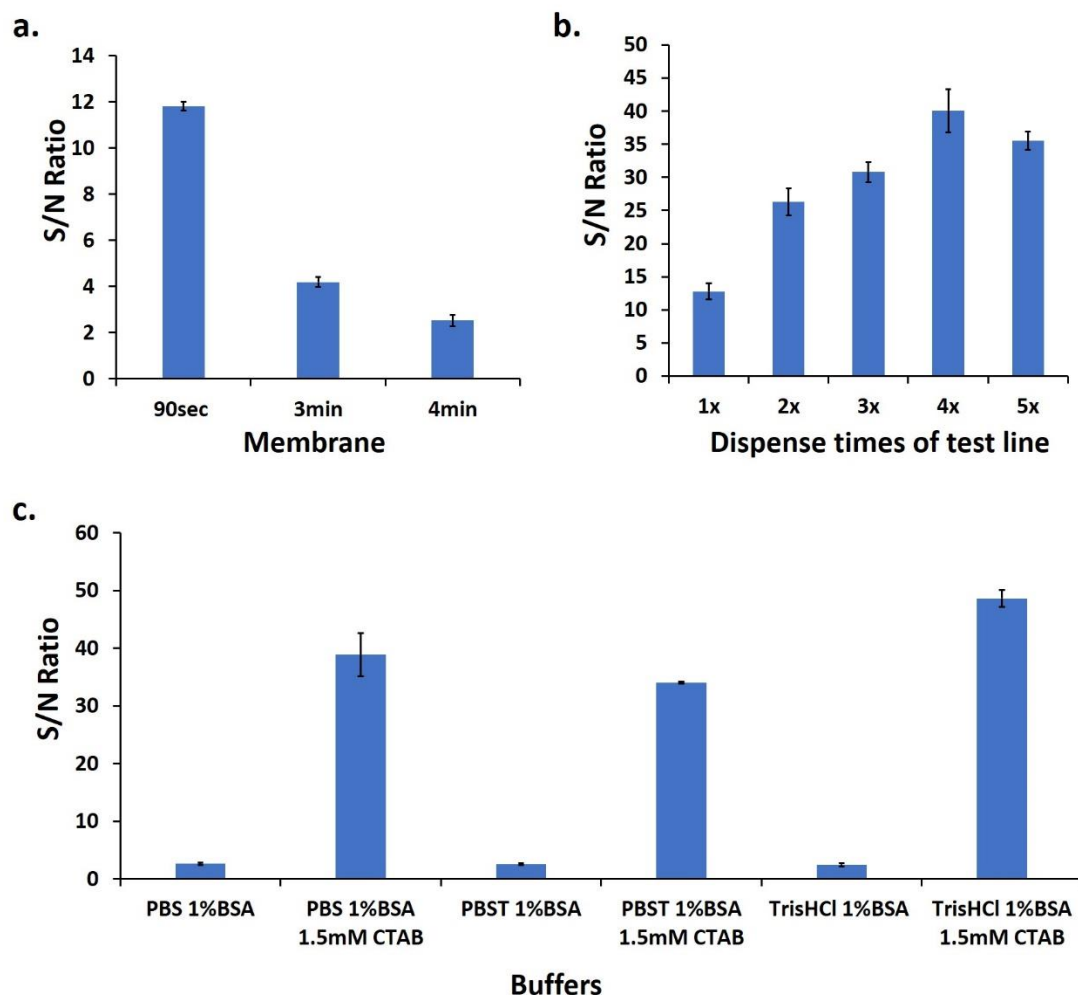 a.
14
12
10
8
6
4
2
0
S/N Ratio
90sec 3min 4min
Membrane
b.
50
45
40
35
30
25
20
15
10
5
0
S/N Ratio
1x 2x 3x 4x 5x
Dispense times of test line
c.
60
50
40
30
20
10
0
S/N Ratio
PBS 1%BSA PBS 1%BSA PBST 1%BSA PBST 1%BSA TrisHCl 1%BSA TrisHCl 1%BSA
1.5mM CTAB 1.5mM CTAB 1.5mM CTAB
Buffers